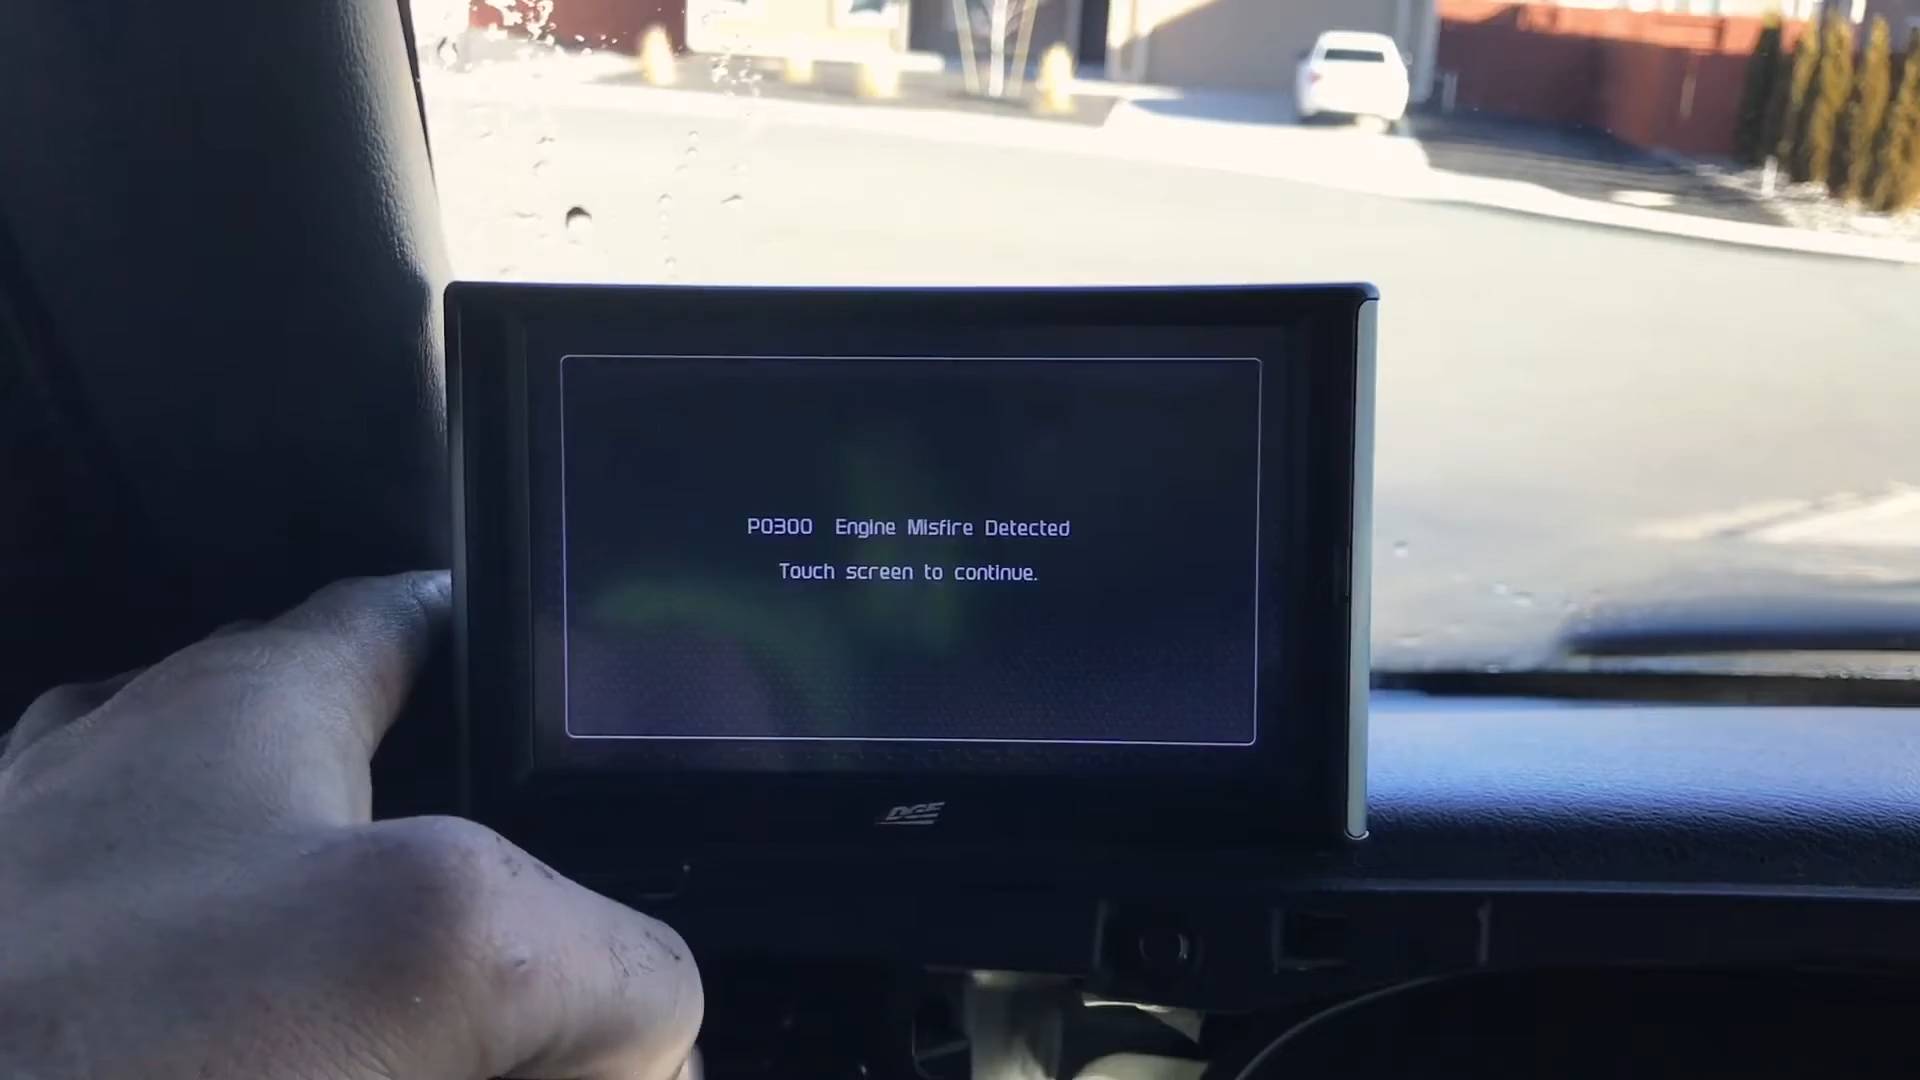 P0300 Engine Misfire Detected
Touch screen to continue.